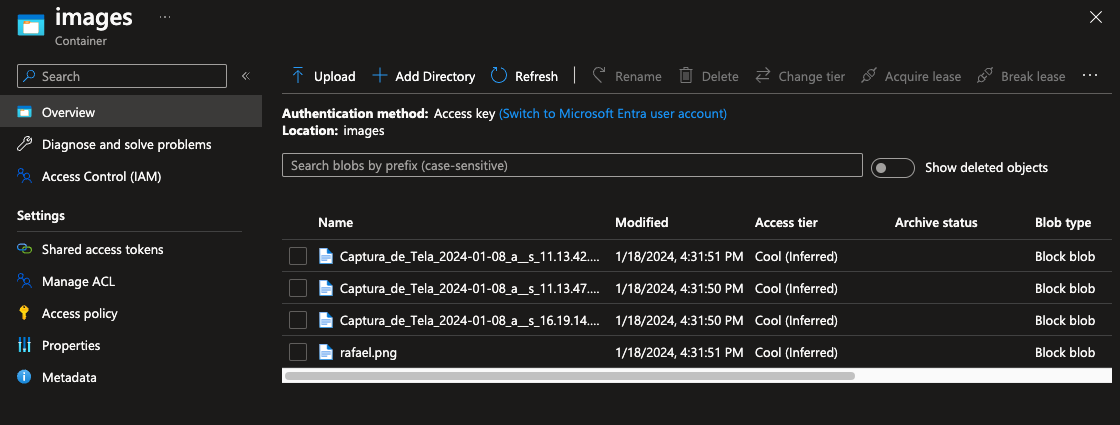 images ...
Container
Search «
Upload Add Directory Refresh Rename Delete Change tier Acquire lease Break lease ...
Overview
Diagnose and solve problems
Access Control (IAM)
Settings
Shared access tokens
Manage ACL
Access policy
Properties
Metadata
Authentication method: Access key (Switch to Microsoft Entra user account)
Location: images
Search blobs by prefix (case-sensitive)
Show deleted objects
Name Modified Access tier Archive status Blob type
Captura_de_Tela_2024-01-08_a__s_11.13.42.... 1/18/2024, 4:31:51 PM Cool (Inferred) Block blob
Captura_de_Tela_2024-01-08_a__s_11.13.47.... 1/18/2024, 4:31:50 PM Cool (Inferred) Block blob
Captura_de_Tela_2024-01-08_a__s_16.19.14.... 1/18/2024, 4:31:50 PM Cool (Inferred) Block blob
rafael.png 1/18/2024, 4:31:51 PM Cool (Inferred) Block blob